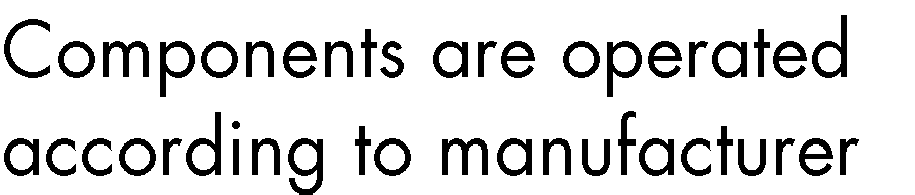 Components are operated
according to manufacturer